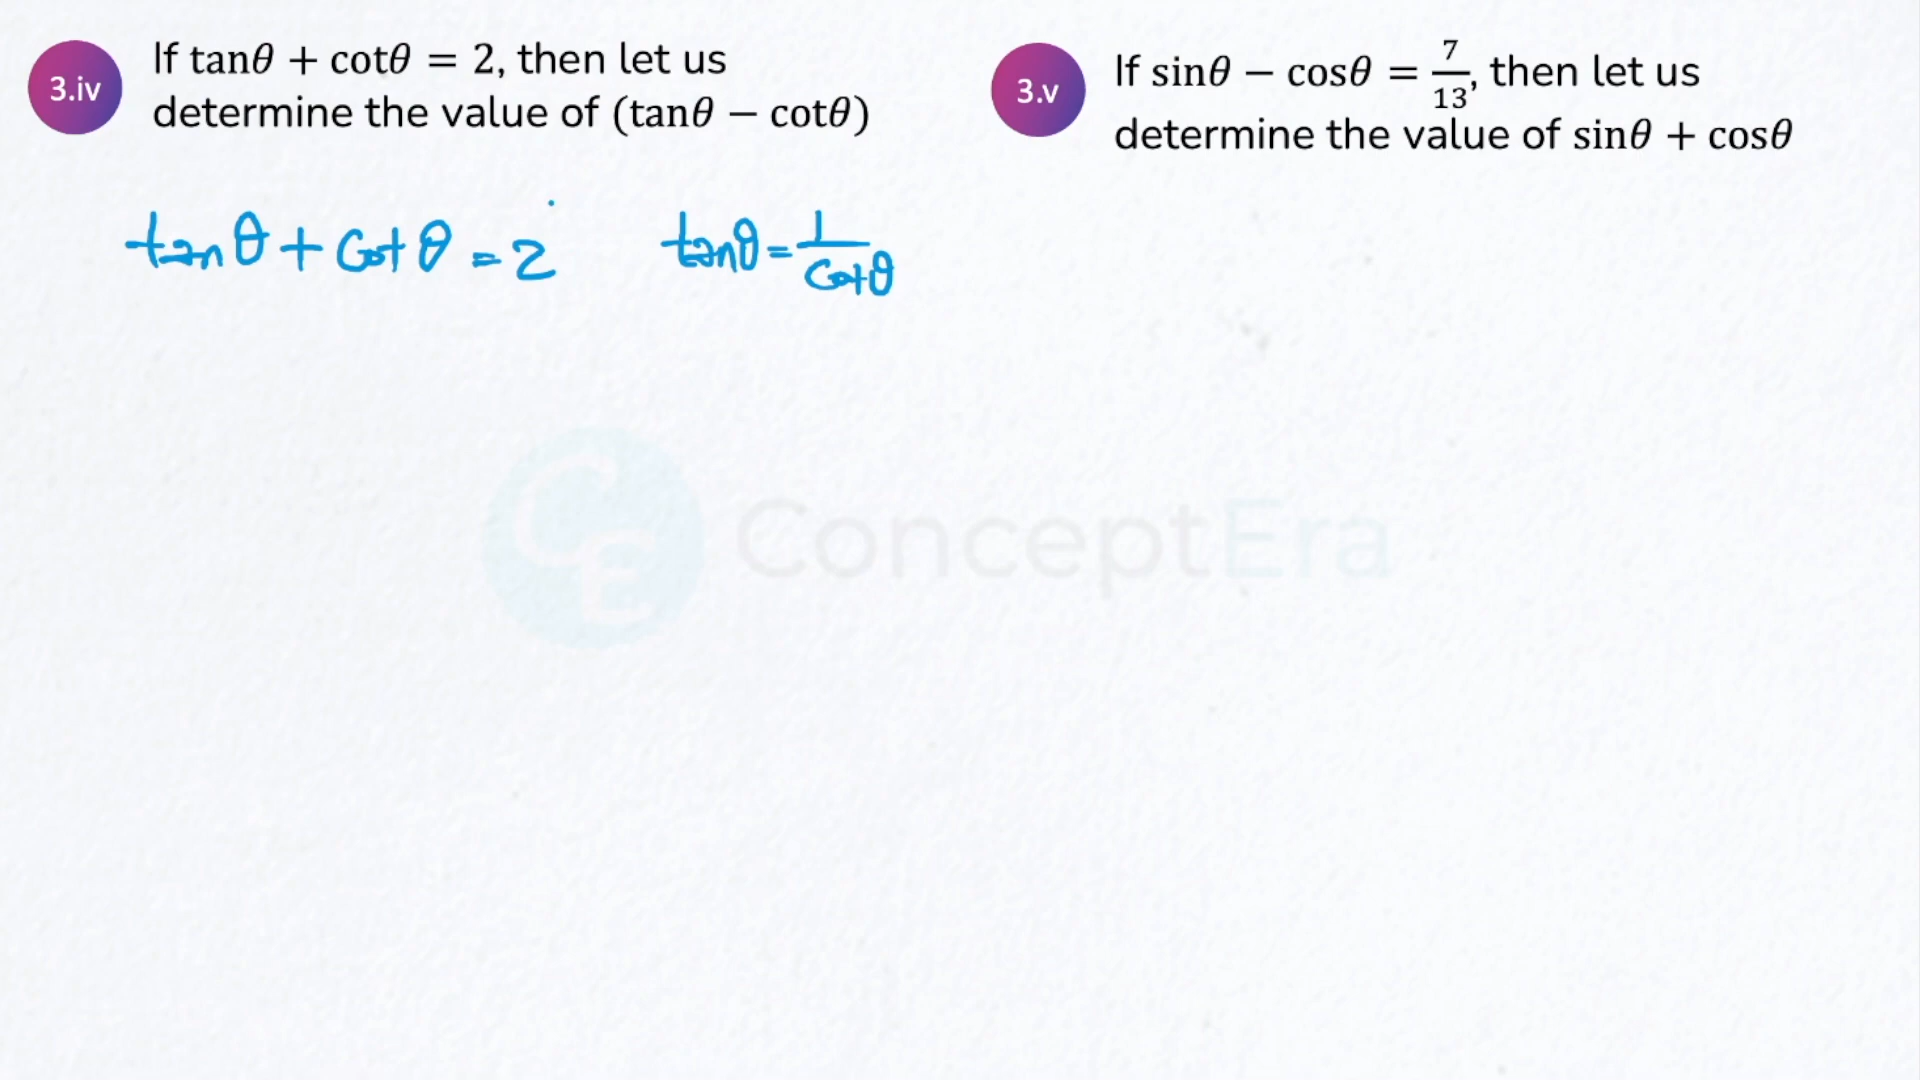 3.iv
If tanθ + cotθ = 2, then let us
determine the value of (tanθ − cotθ)
3.v
If sinθ − cosθ = 7/13, then let us
determine the value of sinθ + cosθ
tanθ + cotθ = 2
tanθ = 1/cotθ
CE ConceptEra